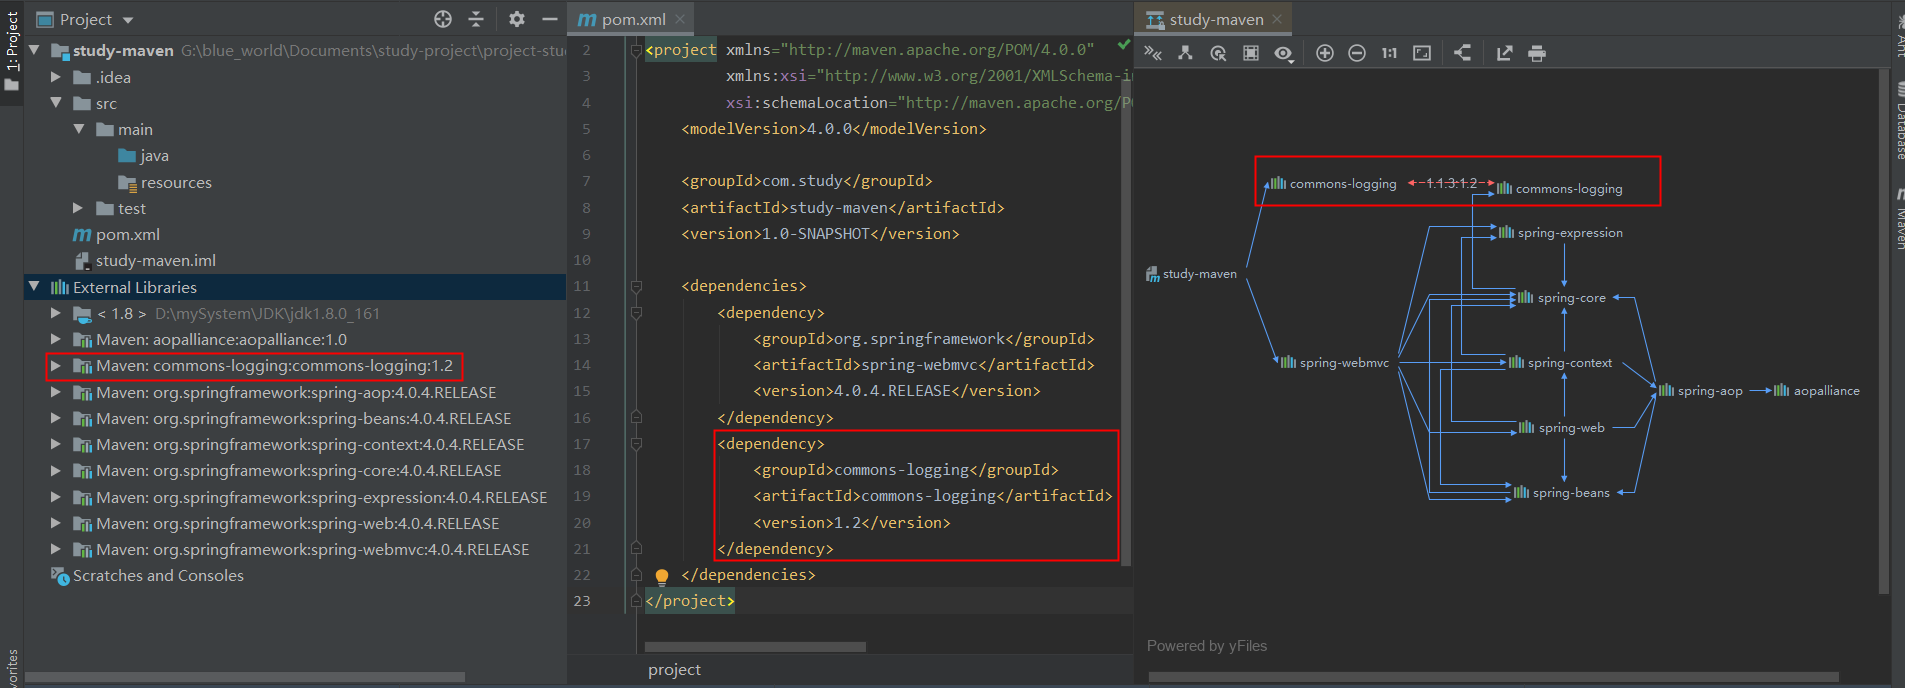 1: Project
Project
study-maven G:\blue_world\Documents\study-project\project-stu
.idea
src
main
java
resources
test
pom.xml
study-maven.iml
External Libraries
< 1.8 > D:\mySystem\JDK\jdk1.8.0_161
Maven: aopalliance:aopalliance:1.0
Maven: commons-logging:commons-logging:1.2
Maven: org.springframework:spring-aop:4.0.4.RELEASE
Maven: org.springframework:spring-beans:4.0.4.RELEASE
Maven: org.springframework:spring-context:4.0.4.RELEASE
Maven: org.springframework:spring-core:4.0.4.RELEASE
Maven: org.springframework:spring-expression:4.0.4.RELEASE
Maven: org.springframework:spring-web:4.0.4.RELEASE
Maven: org.springframework:spring-webmvc:4.0.4.RELEASE
Scratches and Consoles
vorites
pom.xml
2 <project xmlns="http://maven.apache.org/POM/4.0.0"
3 xmlns:xsi="http://www.w3.org/2001/XMLSchema-i
4 xsi:schemaLocation="http://maven.apache.org/P
5 <modelVersion>4.0.0</modelVersion>
6
7 <groupId>com.study</groupId>
8 <artifactId>study-maven</artifactId>
9 <version>1.0-SNAPSHOT</version>
10
11 <dependencies>
12 <dependency>
13 <groupId>org.springframework</groupId>
14 <artifactId>spring-webmvc</artifactId>
15 <version>4.0.4.RELEASE</version>
16 </dependency>
17 <dependency>
18 <groupId>commons-logging</groupId>
19 <artifactId>commons-logging</artifactId>
20 <version>1.2</version>
21 </dependency>
22 </dependencies>
23 </project>
project
study-maven
1:1
commons-logging
1.1.3:1.2
commons-logging
spring-expression
study-maven
spring-core
spring-webmvc
spring-context
spring-aop
aopalliance
spring-web
spring-beans
Powered by yFiles
Ant
Database
Maven